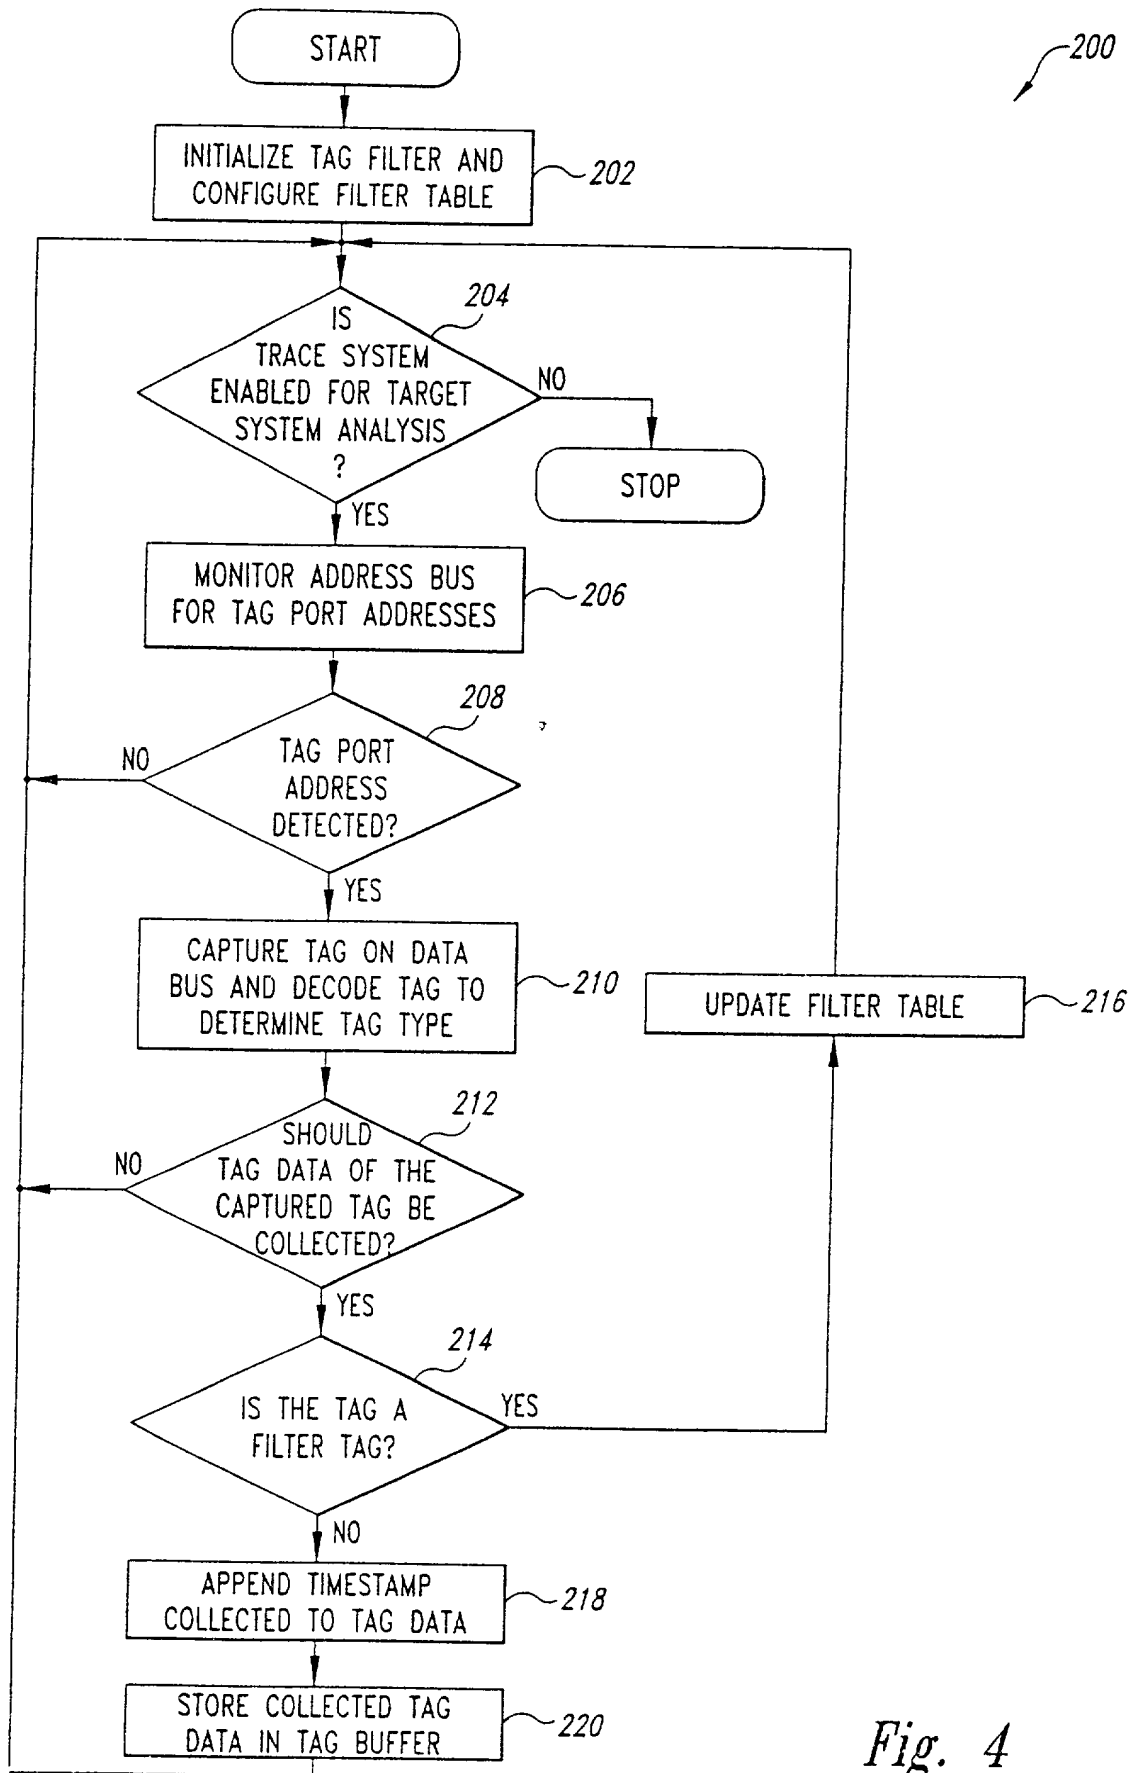 START
200
INITIALIZE TAG FILTER AND
CONFIGURE FILTER TABLE
202
204
IS
TRACE SYSTEM
ENABLED FOR TARGET
SYSTEM ANALYSIS
?
NO
STOP
YES
MONITOR ADDRESS BUS
FOR TAG PORT ADDRESSES
206
208
NO
TAG PORT
ADDRESS
DETECTED?
YES
CAPTURE TAG ON DATA
BUS AND DECODE TAG TO
DETERMINE TAG TYPE
210
UPDATE FILTER TABLE
216
212
NO
SHOULD
TAG DATA OF THE
CAPTURED TAG BE
COLLECTED?
YES
214
IS THE TAG A
FILTER TAG?
YES
NO
APPEND TIMESTAMP
COLLECTED TO TAG DATA
218
STORE COLLECTED TAG
DATA IN TAG BUFFER
220
Fig. 4